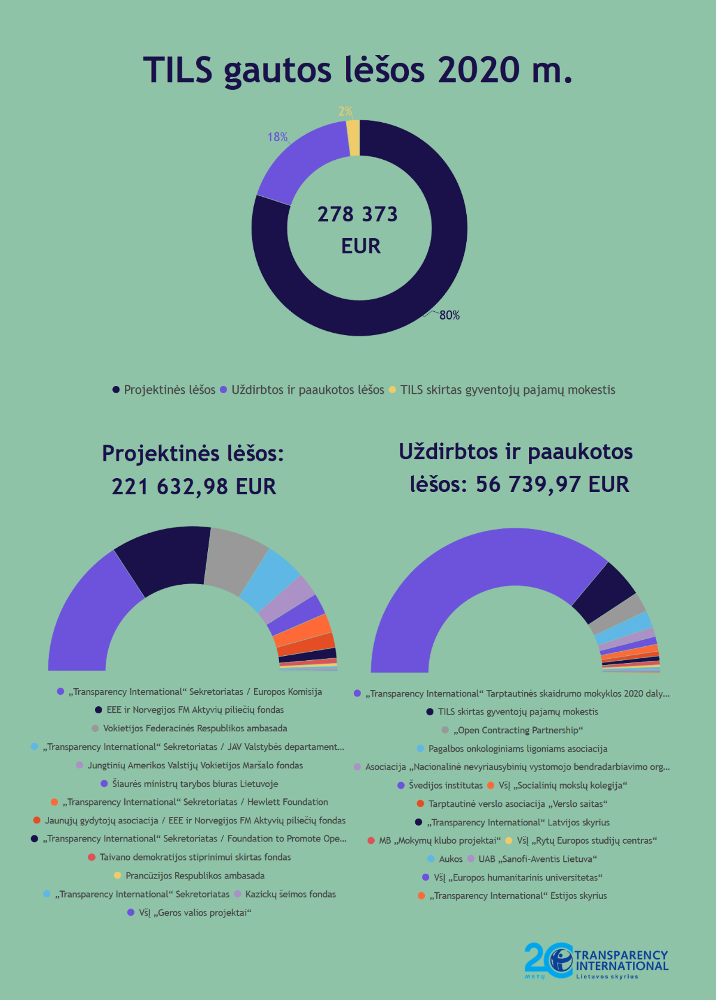 TILS gautos lėšos 2020 m.
2%
18%
278 373
EUR
80%
Projektinės lėšos Uždirbtos ir paaukotos lėšos TILS skirtas gyventojų pajamų mokestis
Projektinės lėšos:
221 632,98 EUR
Uždirbtos ir paaukotos
lėšos: 56 739,97 EUR
„Transparency International“ Sekretoriatas / Europos Komisija
EEE ir Norvegijos FM Aktyvių piliečių fondas
Vokietijos Federacinės Respublikos ambasada
„Transparency International“ Sekretoriatas / JAV Valstybės departament...
Jungtinių Amerikos Valstijų Vokietijos Maršalo fondas
Šiaurės ministrų tarybos biuras Lietuvoje
„Transparency International“ Sekretoriatas / Hewlett Foundation
Jaunųjų gydytojų asociacija / EEE ir Norvegijos FM Aktyvių piliečių fondas
„Transparency International“ Sekretoriatas / Foundation to Promote Ope...
Taivano demokratijos stiprinimui skirtas fondas
Prancūzijos Respublikos ambasada
„Transparency International“ Sekretoriatas Kazickų šeimos fondas
VšĮ „Geros valios projektai“
„Transparency International“ Tarptautinės skaidrumo mokyklos 2020 daly...
TILS skirtas gyventojų pajamų mokestis
„Open Contracting Partnership“
Pagalbos onkologiniams ligoniams asociacija
Asociacija „Nacionalinė nevyriausybinių vystomojo bendradarbiavimo org...
Švedijos institutas VšĮ „Socialinių mokslų kolegija“
Tarptautinė verslo asociacija „Verslo saitas“
„Transparency International“ Latvijos skyrius
MB „Mokymų klubo projektai“ VšĮ „Rytų Europos studijų centras“
Aukos UAB „Sanofi-Aventis Lietuva“
VšĮ „Europos humanitarinis universitetas“
„Transparency International“ Estijos skyrius
20
METŲ
TRANSPARENCY
INTERNATIONAL
Lietuvos skyrius